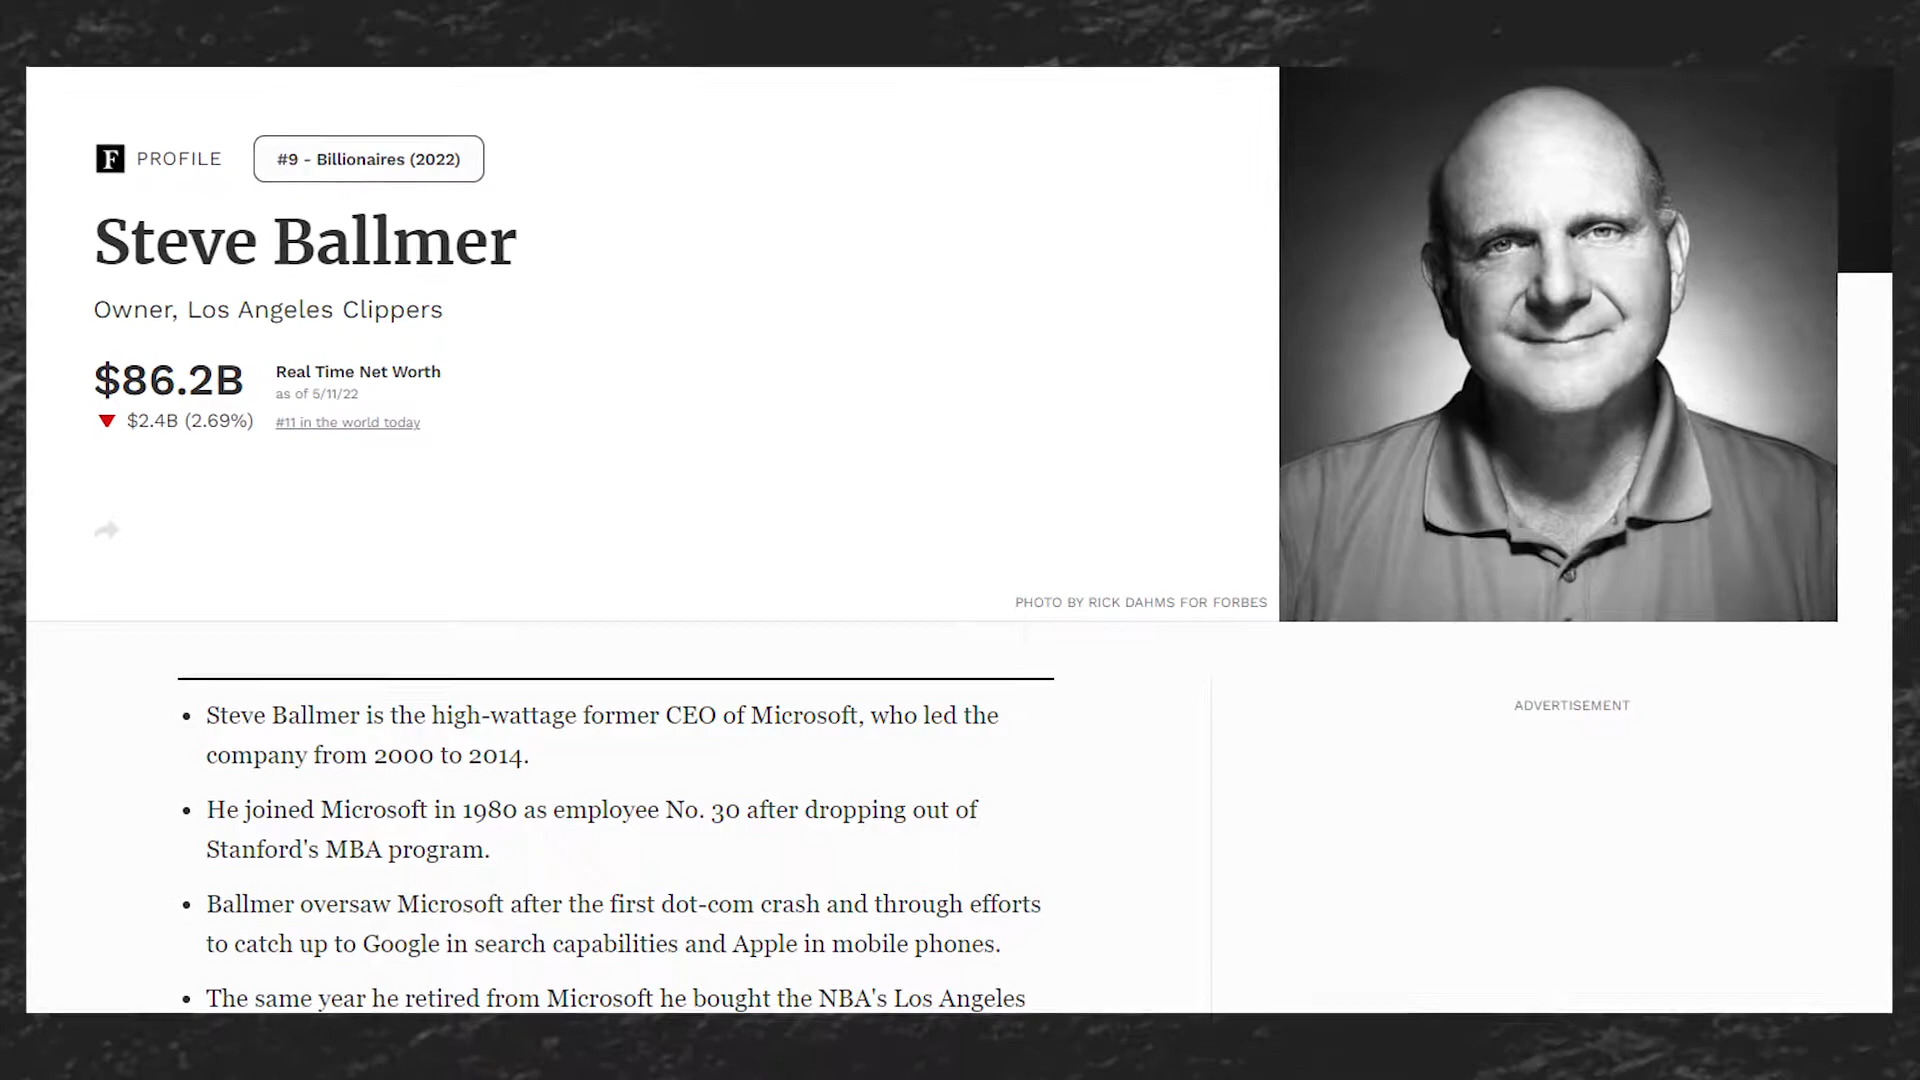 F PROFILE
#9 - Billionaires (2022)
Steve Ballmer
Owner, Los Angeles Clippers
$86.2B
Real Time Net Worth
as of 5/11/22
$2.4B (2.69%)
#11 in the world today
PHOTO BY RICK DAHMS FOR FORBES
• Steve Ballmer is the high-wattage former CEO of Microsoft, who led the
company from 2000 to 2014.
• He joined Microsoft in 1980 as employee No. 30 after dropping out of
Stanford's MBA program.
• Ballmer oversaw Microsoft after the first dot-com crash and through efforts
to catch up to Google in search capabilities and Apple in mobile phones.
• The same year he retired from Microsoft he bought the NBA's Los Angeles
ADVERTISEMENT